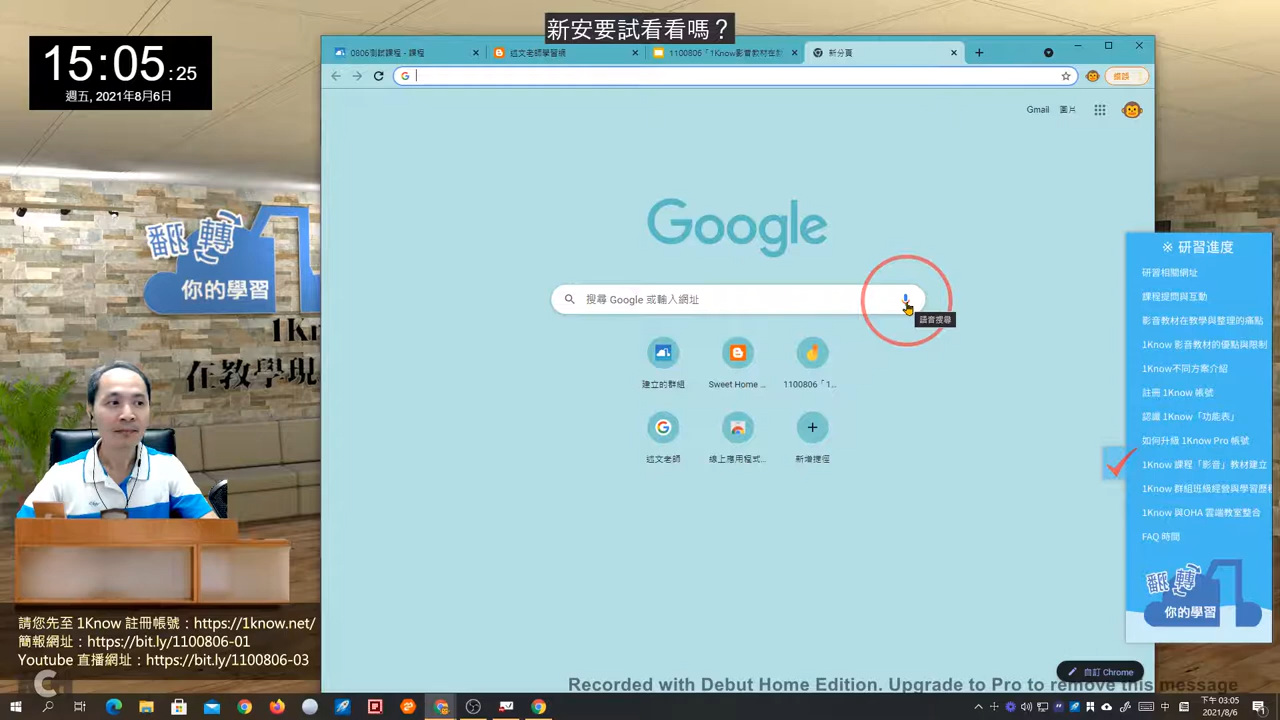 新安要試看看嗎？
15:05:25
週五, 2021年8月6日
0806測試課程 - 課程
述文老師學習網
1100806「1Know影音教材在
新分頁
Gmail
圖片
翻轉
你的學習
Google
搜尋 Google 或輸入網址
語音搜尋
建立的群組
Sweet Home ...
1100806「1...
述文老師
線上應用程式...
新增捷徑
1Kn
在教學現
※ 研習進度
研習相關網址
課程提問與互動
影音教材在教學與整理的痛點
1Know 影音教材的優點與限制
1Know不同方案介紹
註冊 1Know 帳號
認識 1Know「功能表」
如何升級 1Know Pro 帳號
1Know 課程「影音」教材建立
1Know 群組班級經營與學習歷程
1Know 與OHA 雲端教室整合
FAQ 時間
翻轉
你的學習
請您先至 1Know 註冊帳號：https://1know.net/
簡報網址：https://bit.ly/1100806-01
Youtube 直播網址：https://bit.ly/1100806-03
自訂 Chrome
Recorded with Debut Home Edition. Upgrade to Pro to remove this message
下午 03:05
2021/8/6